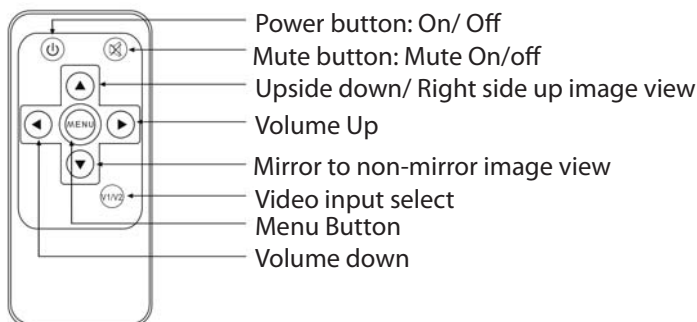 Power button: On/ Off
Mute button: Mute On/off
Upside down/ Right side up image view
MENU
Volume Up
Mirror to non-mirror image view
V1/V2
Video input select
Menu Button
Volume down